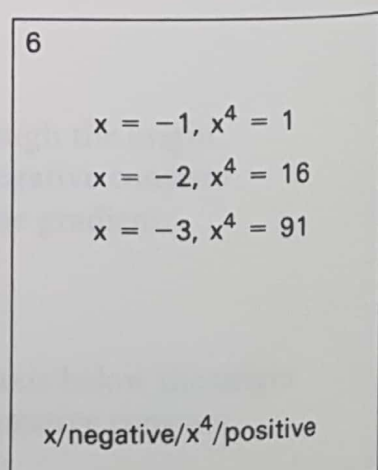 6
x = −1, x⁴ = 1
x = −2, x⁴ = 16
x = −3, x⁴ = 91
x/negative/x⁴/positive